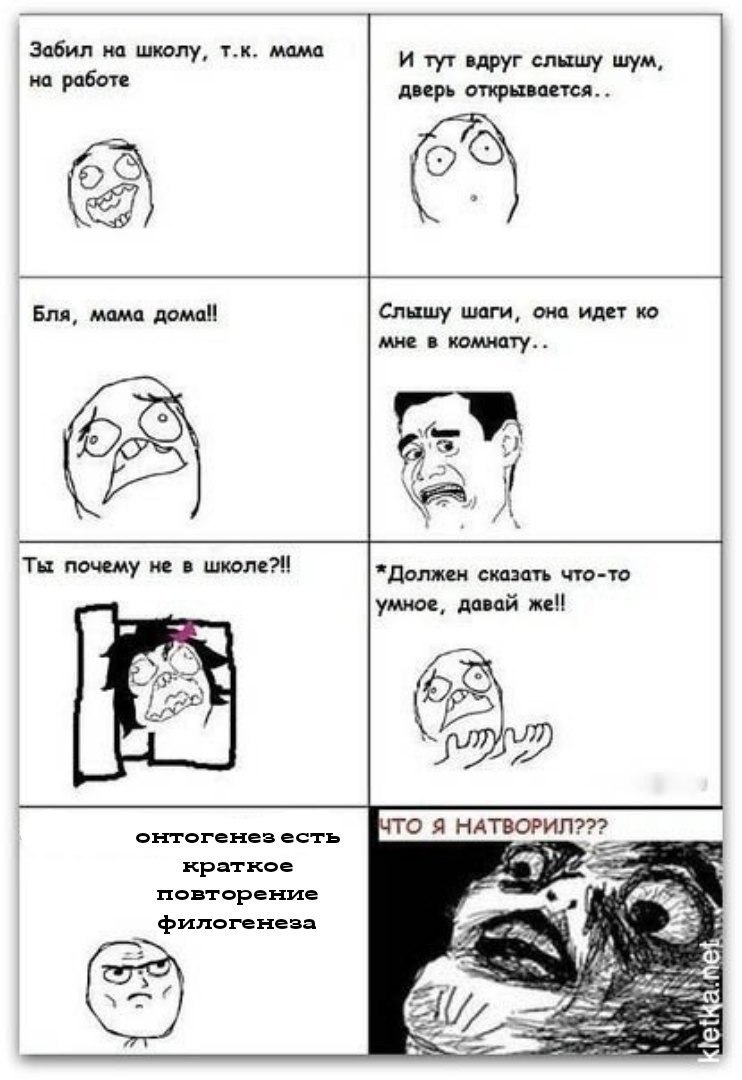 Забил на школу, т.к. мама
на работе
И тут вдруг слышу шум,
дверь открывается..
Бля, мама дома!!
Слышу шаги, она идет ко
мне в комнату..
Ты почему не в школе?!!
*Должен сказать что-то
умное, давай же!!
онтогенез есть
краткое
повторение
филогенеза
ЧТО Я НАТВОРИЛ???
kletka.net